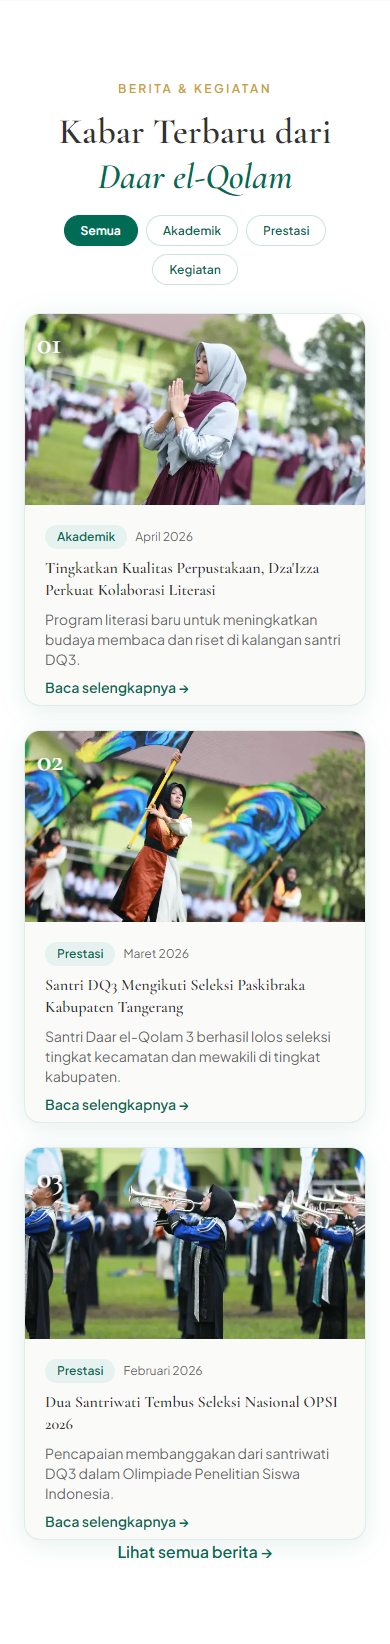 BERITA & KEGIATAN
Kabar Terbaru dari
Daar el-Qolam
Semua
Akademik
Prestasi
Kegiatan
01
Akademik
April 2026
Tingkatkan Kualitas Perpustakaan, Dza'Izza
Perkuat Kolaborasi Literasi
Program literasi baru untuk meningkatkan
budaya membaca dan riset di kalangan santri
DQ3.
Baca selengkapnya →
02
Prestasi
Maret 2026
Santri DQ3 Mengikuti Seleksi Paskibraka
Kabupaten Tangerang
Santri Daar el-Qolam 3 berhasil lolos seleksi
tingkat kecamatan dan mewakili di tingkat
kabupaten.
Baca selengkapnya →
03
Prestasi
Februari 2026
Dua Santriwati Tembus Seleksi Nasional OPSI
2026
Pencapaian membanggakan dari santriwati
DQ3 dalam Olimpiade Penelitian Siswa
Indonesia.
Baca selengkapnya →
Lihat semua berita →